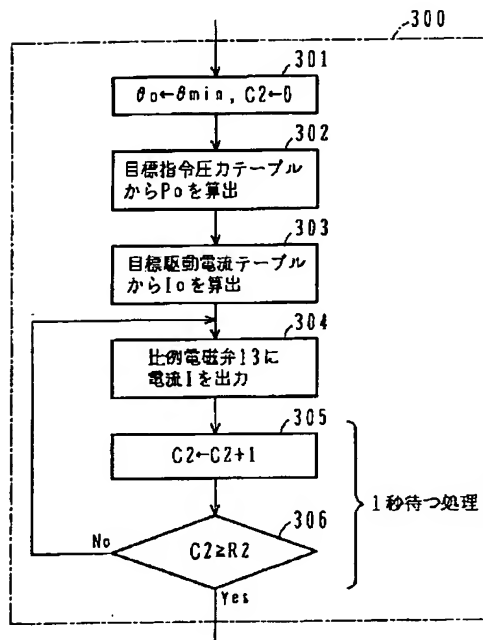 300
301
θo←θmin, C2←0
302
目標指令圧力テーブル
からPoを算出
303
目標駆動電流テーブル
からIoを算出
304
比例電磁弁13に
電流Iを出力
305
C2←C2+1
1秒待つ処理
306
C2≧R2
No
Yes